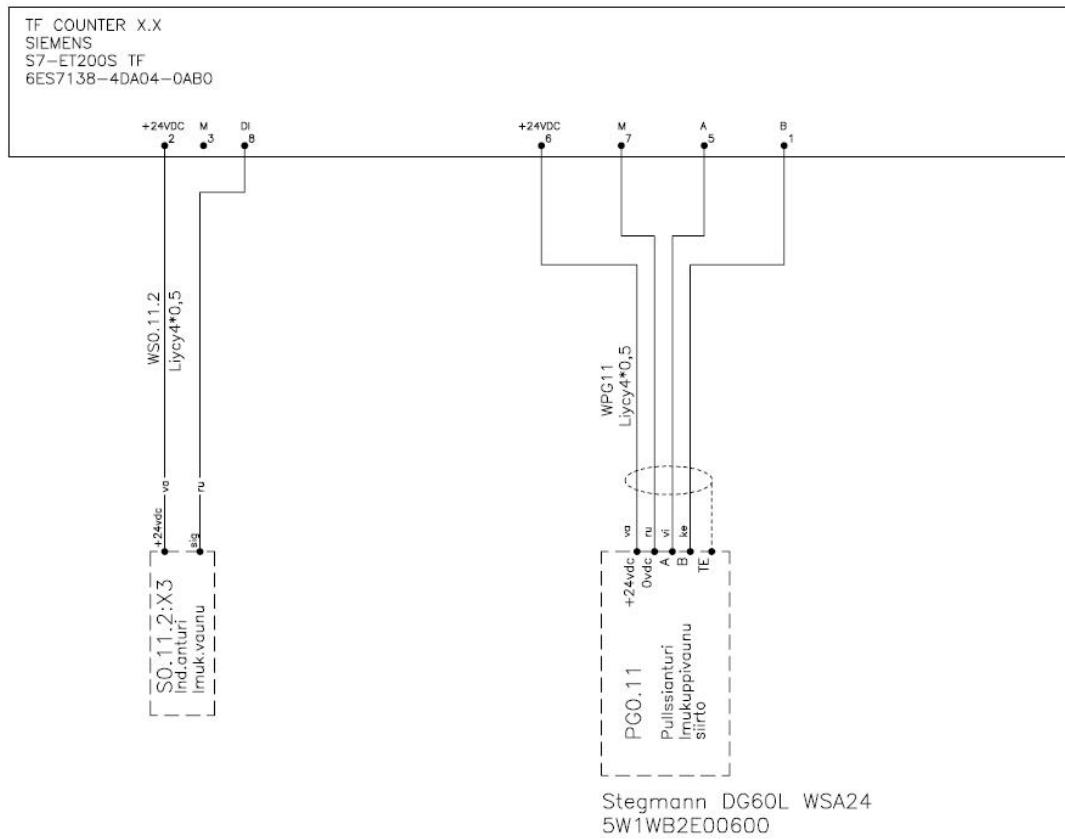 TF COUNTER X.X
SIEMENS
S7-ET200S TF
6ES7138-4DA04-0AB0
+24VDC M DI +24VDC M A B
2 3 8 6 7 5 1
WS0.11.2
Liycy4*0,5
WPG11
Liycy4*0,5
va ru
va ru vi ke
+24vdc sig
+24vdc 0vdc A B TE
S0.11.2:X3
Ind.anturi
Imuk.vaunu
PG0.11
Pulssianturi
Imukuppivaunu
siirto
Stegmann DG60L WSA24
5W1WB2E00600